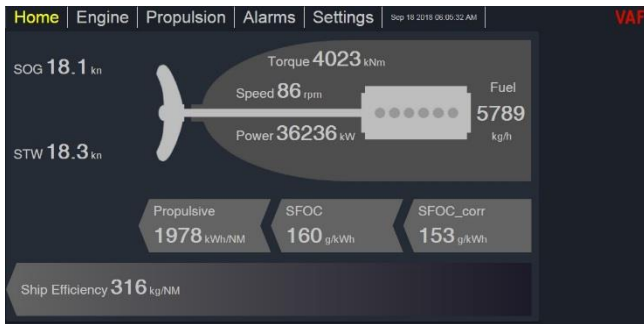 Home Engine Propulsion Alarms Settings Sep 18 2018 06:05:32 AM VAF
SOG 18.1 kn
Torque 4023 kNm
Speed 86 rpm
Fuel
5789
kg/h
Power 36236 kW
STW 18.3 kn
Propulsive SFOC SFOC_corr
1978 kWh/NM 160 g/kWh 153 g/kWh
Ship Efficiency 316 kg/NM